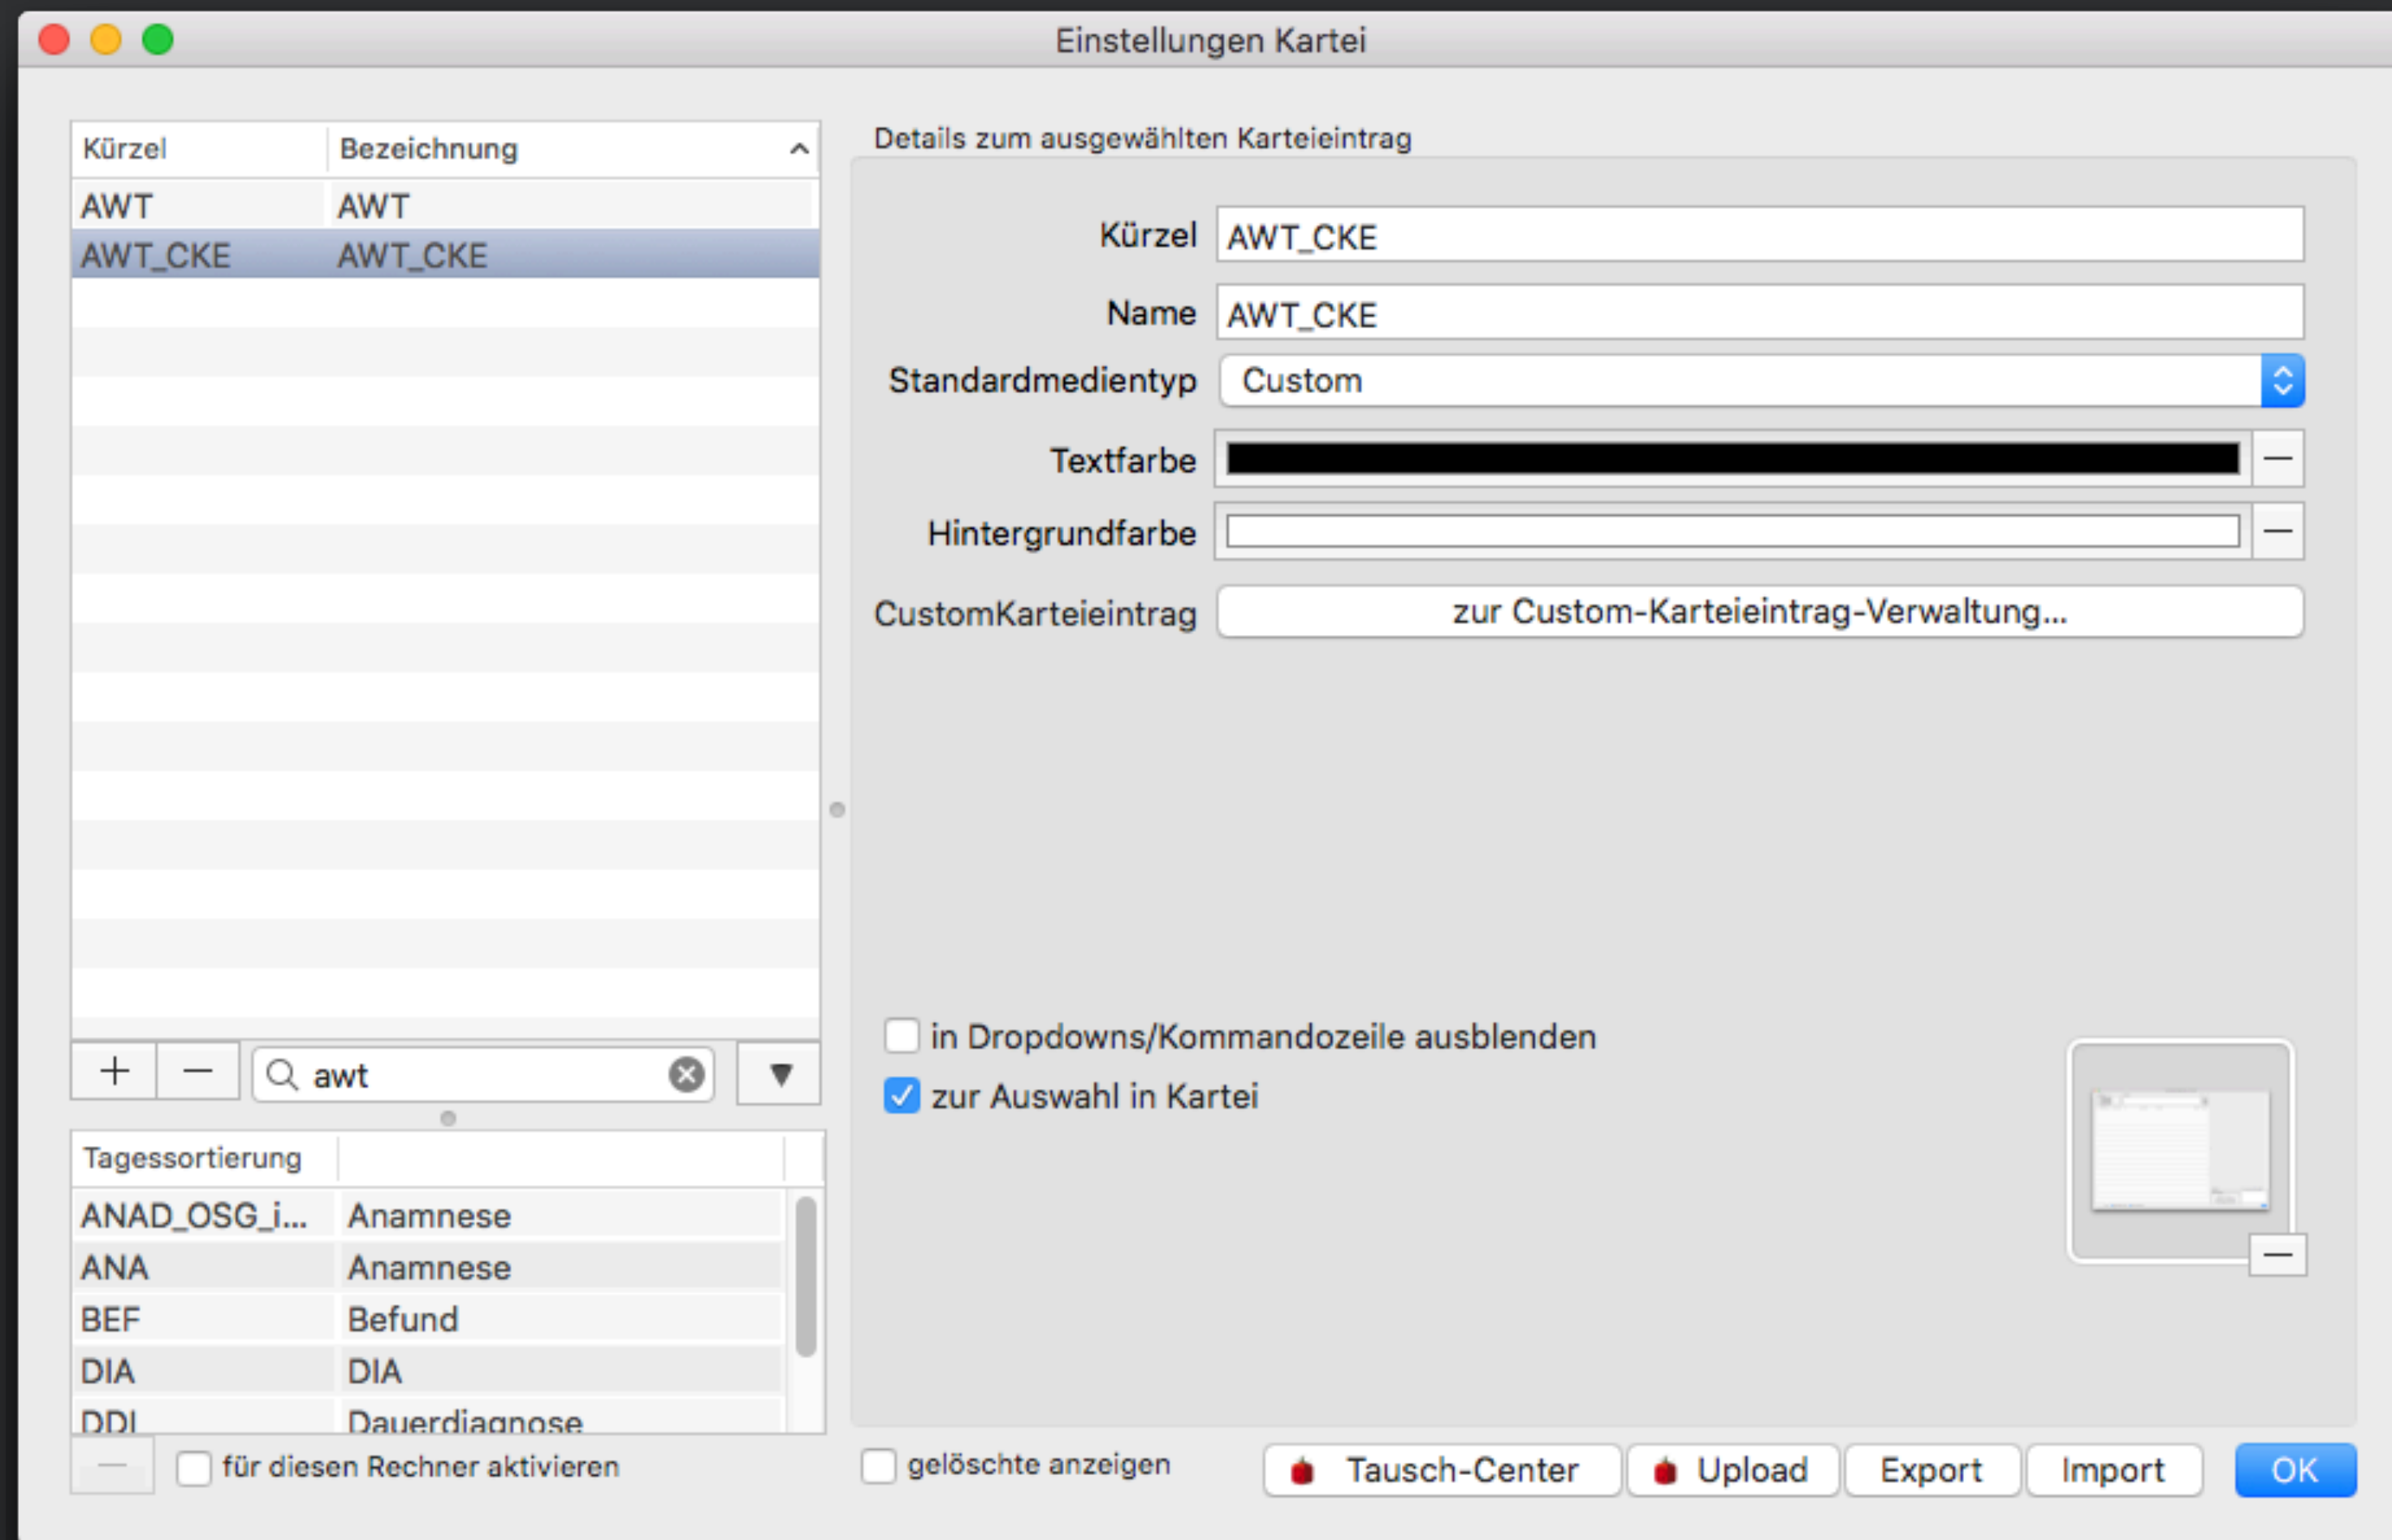 Einstellungen Kartei
Kürzel Bezeichnung
AWT AWT
AWT_CKE AWT_CKE
awt
Tagessortierung
ANAD_OSG_i... Anamnese
ANA Anamnese
BEF Befund
DIA DIA
DDI Dauerdiagnose
für diesen Rechner aktivieren
Details zum ausgewählten Karteieintrag
Kürzel AWT_CKE
Name AWT_CKE
Standardmedientyp Custom
Textfarbe
Hintergrundfarbe
CustomKarteieintrag zur Custom-Karteieintrag-Verwaltung...
in Dropdowns/Kommandozeile ausblenden
zur Auswahl in Kartei
gelöschte anzeigen Tausch-Center Upload Export Import OK